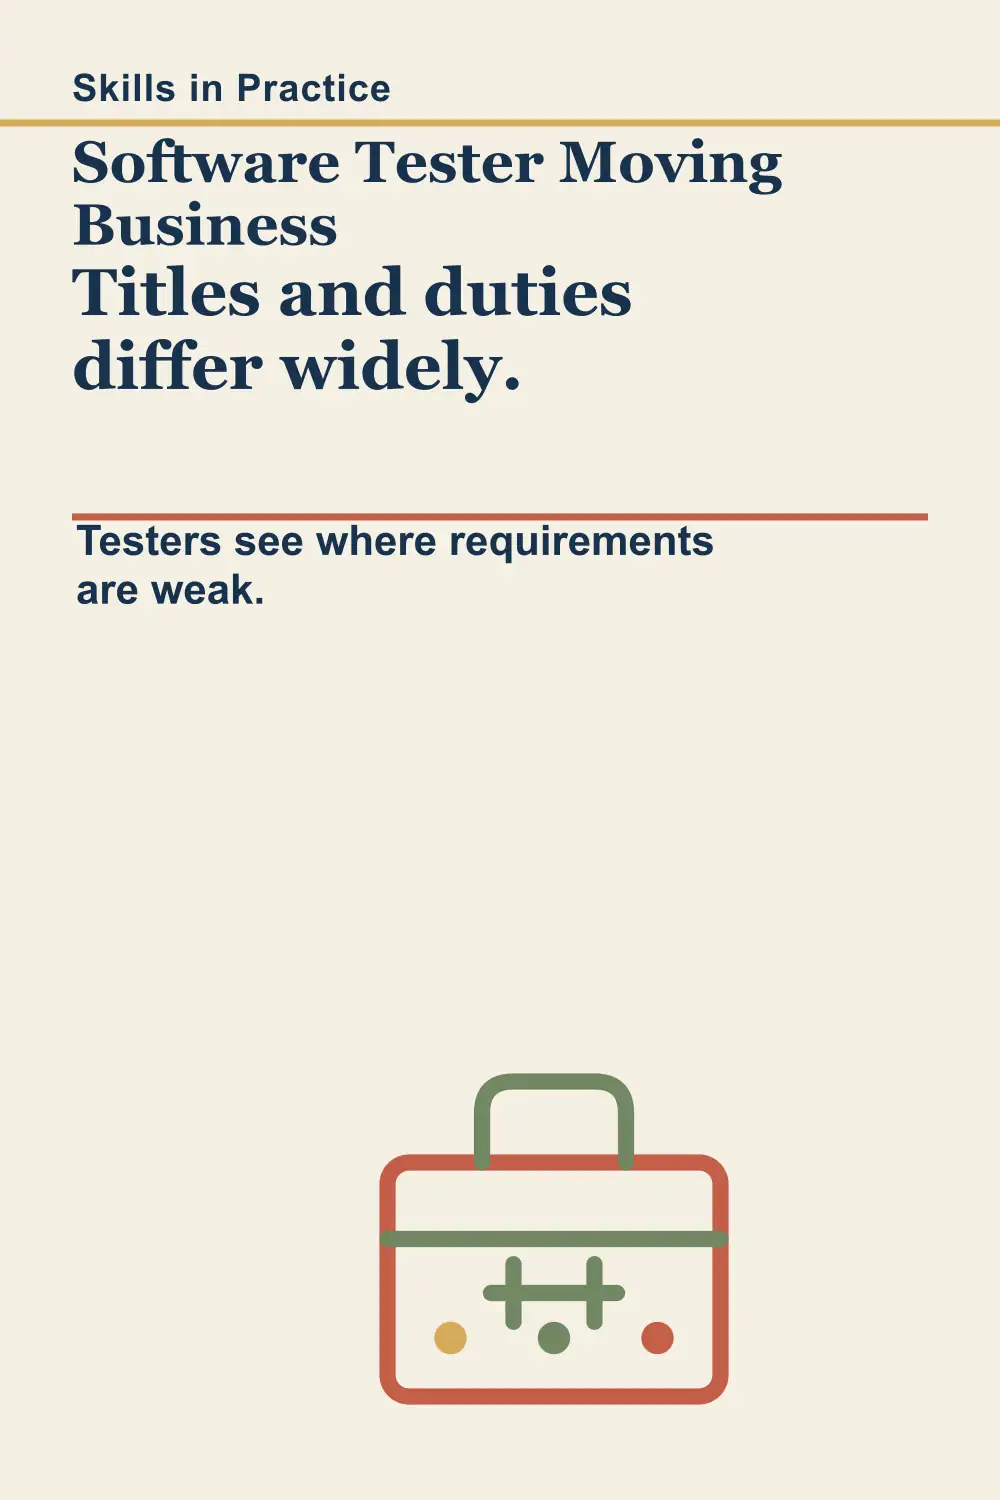 Skills in Practice
Software Tester Moving
Business
Titles and duties
differ widely.
Testers see where requirements
are weak.